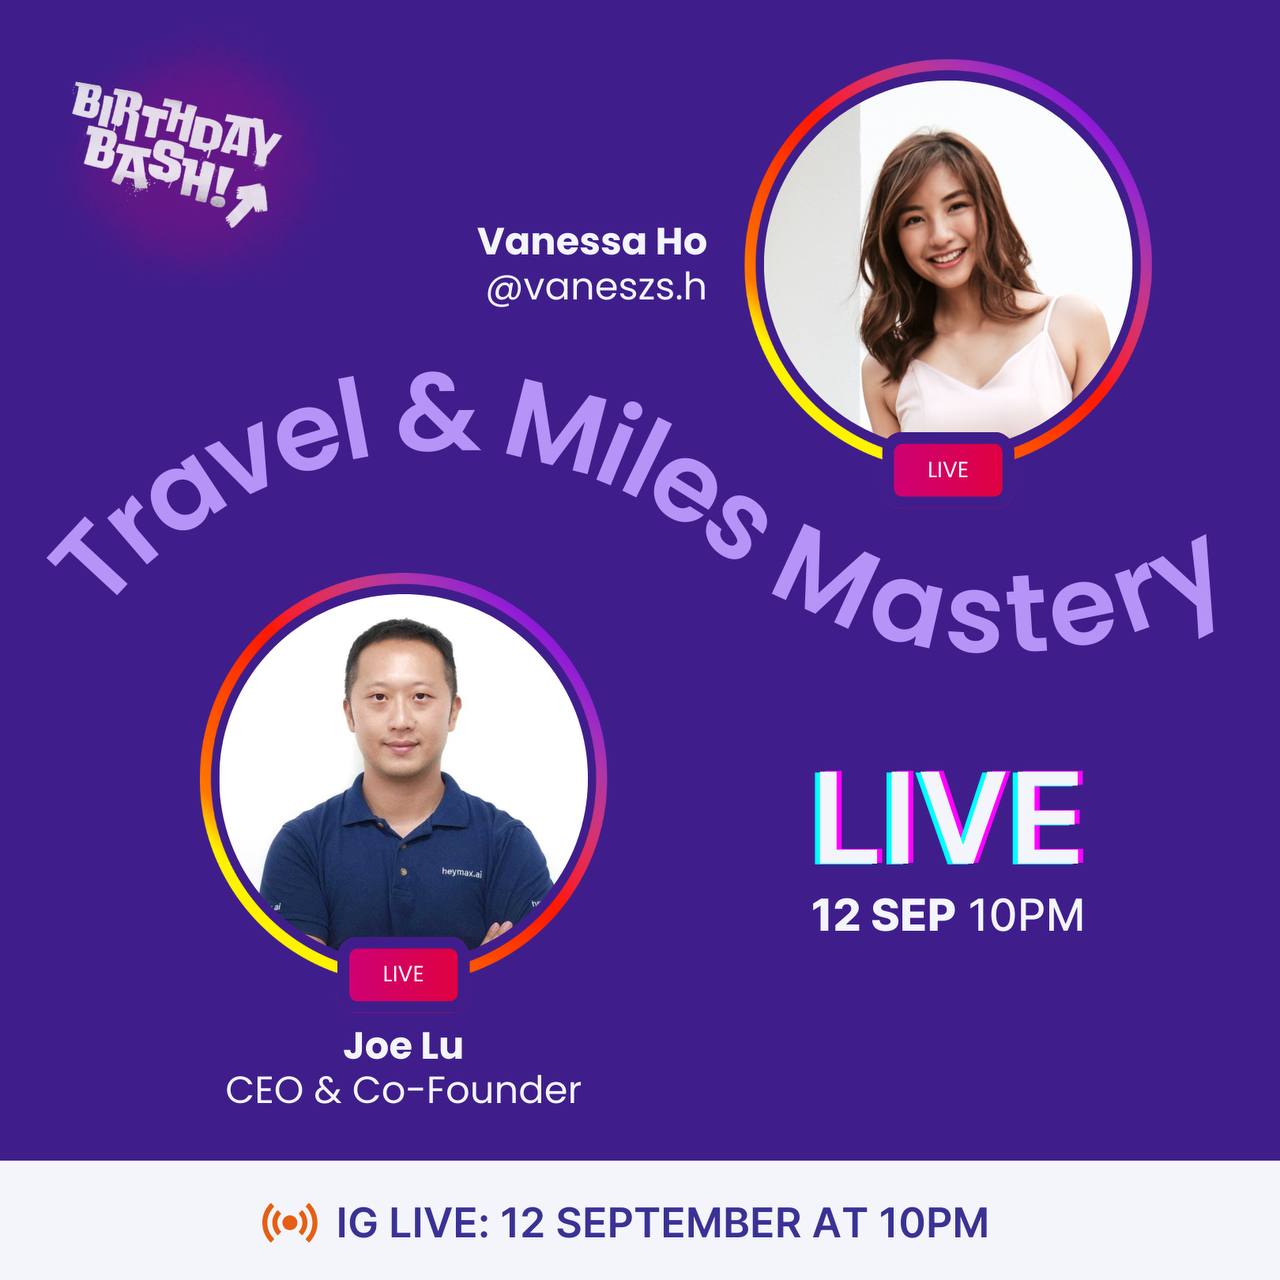 BIRTHDAY
BASH!
Vanessa Ho
@vaneszs.h
LIVE
Travel & Miles Mastery
heymax.ai
ai
LIVE
Joe Lu
CEO & Co-Founder
LIVE
12 SEP 10PM
IG LIVE: 12 SEPTEMBER AT 10PM